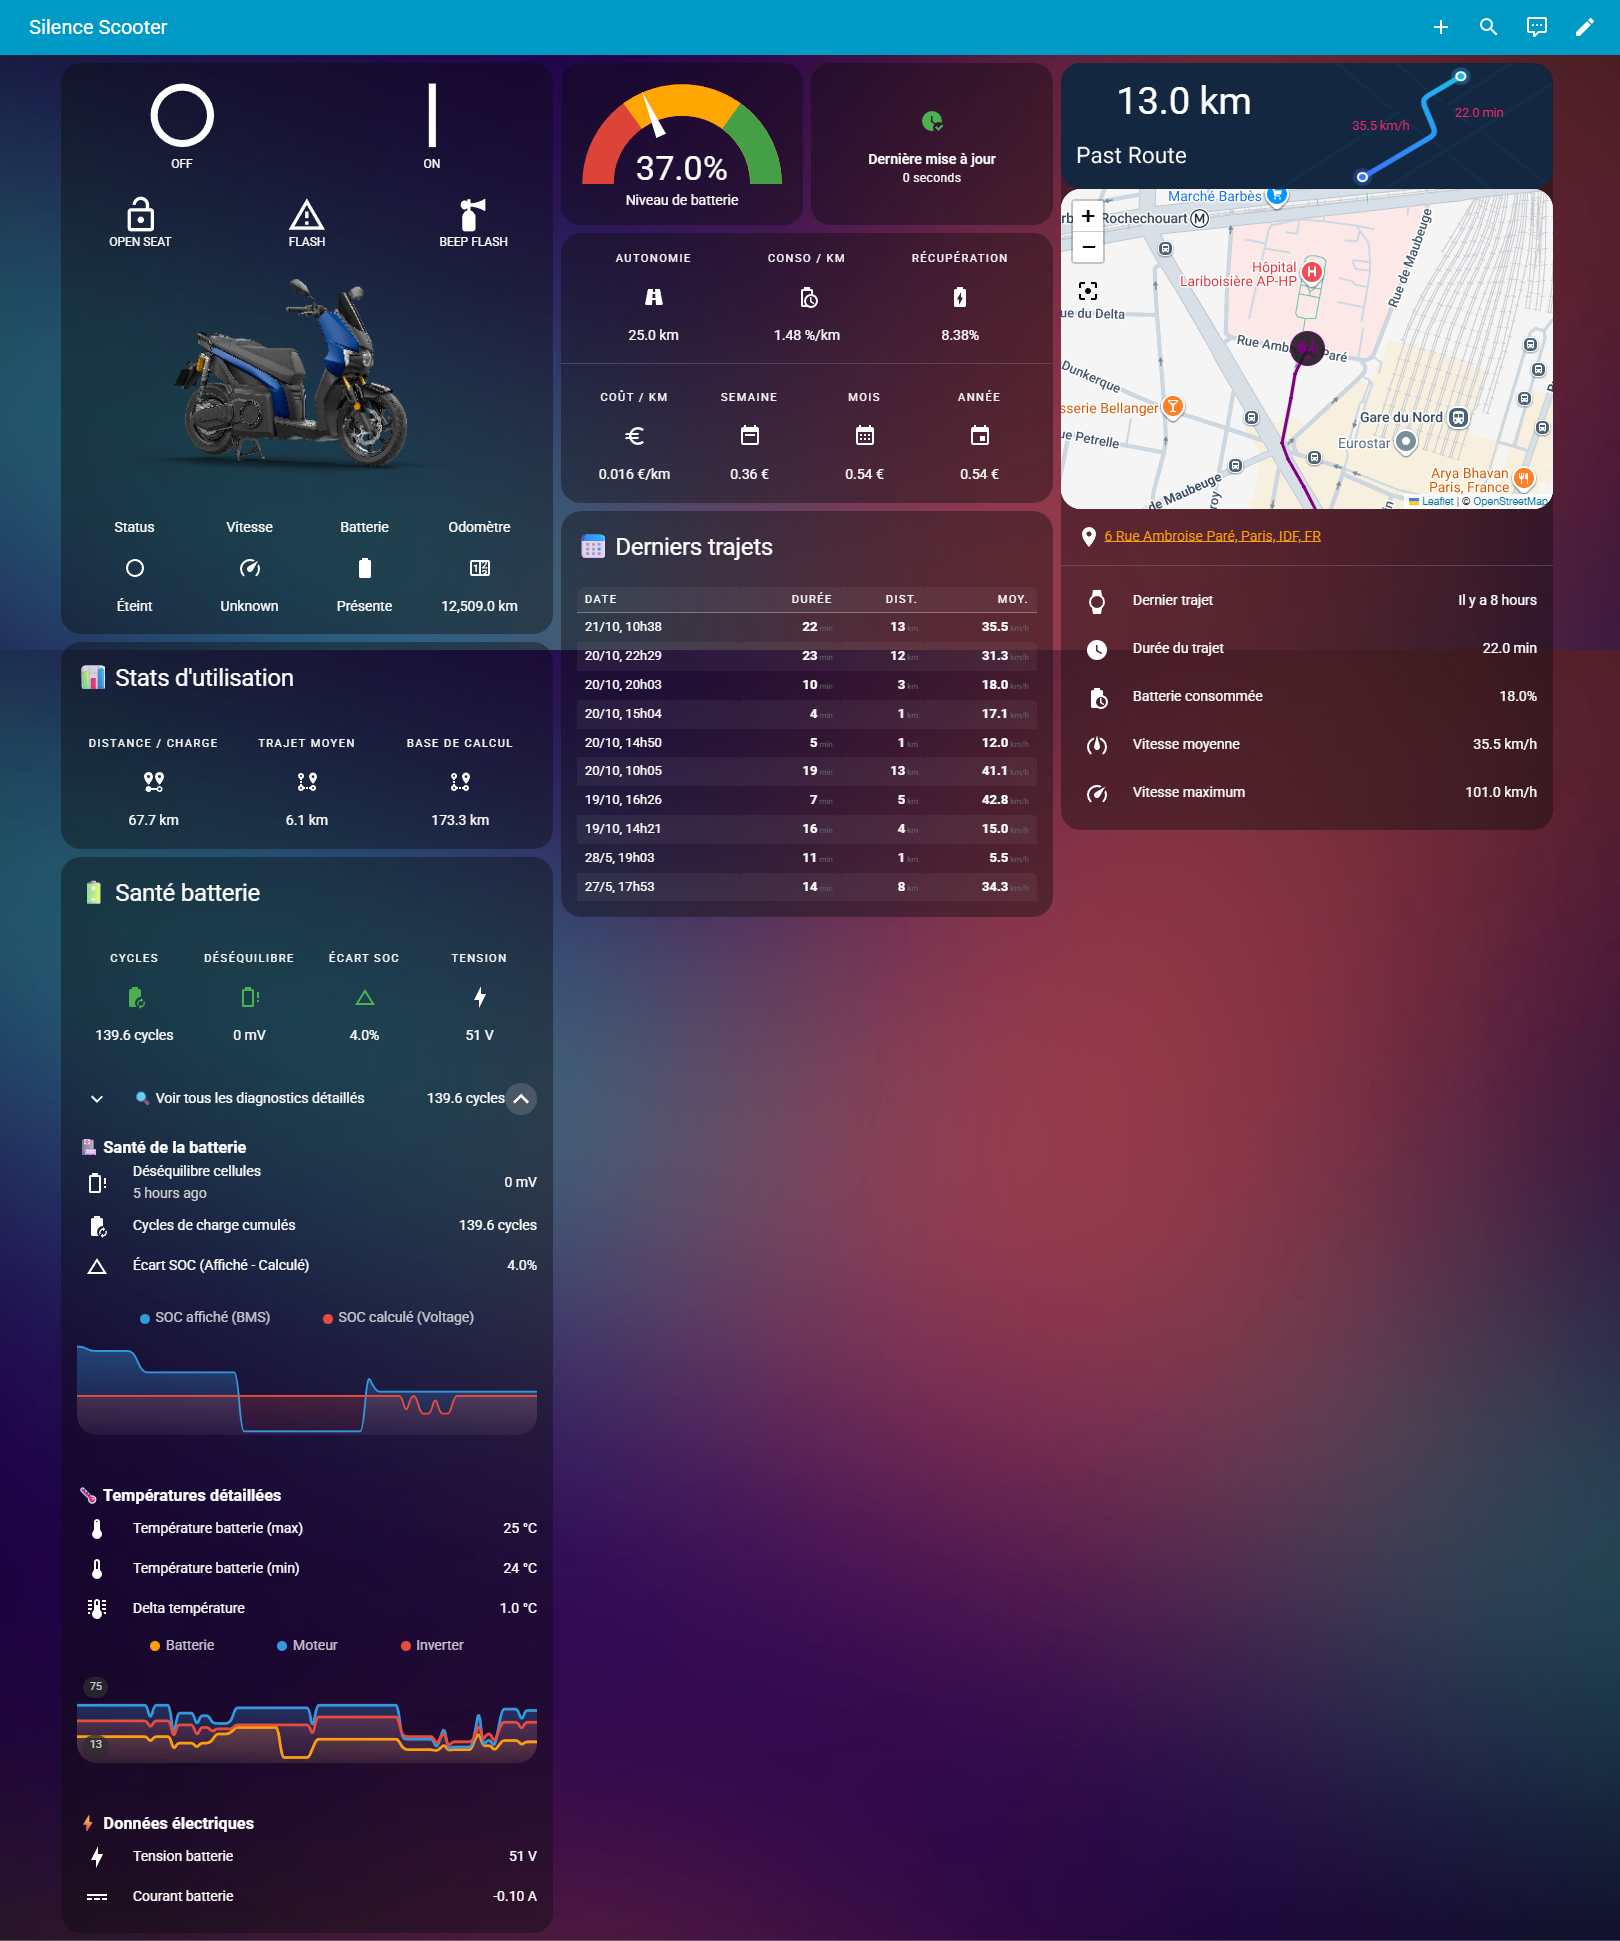 Silence Scooter
OFF
ON
OPEN SEAT
FLASH
BEEP FLASH
Status
Vitesse
Batterie
Odomètre
Éteint
Unknown
Présente
12,509.0 km
Stats d'utilisation
DISTANCE / CHARGE
TRAJET MOYEN
BASE DE CALCUL
67.7 km
6.1 km
173.3 km
Santé batterie
CYCLES
DÉSÉQUILIBRE
ÉCART SOC
TENSION
139.6 cycles
0 mV
4.0%
51 V
Voir tous les diagnostics détaillés
139.6 cycles
Santé de la batterie
Déséquilibre cellules
5 hours ago
0 mV
Cycles de charge cumulés
139.6 cycles
Écart SOC (Affiché - Calculé)
4.0%
SOC affiché (BMS)
SOC calculé (Voltage)
Températures détaillées
Température batterie (max)
25 °C
Température batterie (min)
24 °C
Delta température
1.0 °C
Batterie
Moteur
Inverter
75
13
Données électriques
Tension batterie
51 V
Courant batterie
-0.10 A
37.0%
Niveau de batterie
Dernière mise à jour
0 seconds
AUTONOMIE
CONSO / KM
RÉCUPÉRATION
25.0 km
1.48 %/km
8.38%
COÛT / KM
SEMAINE
MOIS
ANNÉE
0.016 €/km
0.36 €
0.54 €
0.54 €
Derniers trajets
DATE DURÉE DIST. MOY.
21/10, 10h38 22 min 13 km 35.5 km/h
20/10, 22h29 23 min 12 km 31.3 km/h
20/10, 20h03 10 min 3 km 18.0 km/h
20/10, 15h04 4 min 1 km 17.1 km/h
20/10, 14h50 5 min 1 km 12.0 km/h
20/10, 10h05 19 min 13 km 41.1 km/h
19/10, 16h26 7 min 5 km 42.8 km/h
19/10, 14h21 16 min 4 km 15.0 km/h
28/5, 19h03 11 min 1 km 5.5 km/h
27/5, 17h53 14 min 8 km 34.3 km/h
13.0 km
35.5 km/h
22.0 min
Past Route
Marché Barbès
Rochechouart
M
+
−
Hôpital
Lariboisière AP-HP
H
Rue de Maubeuge
ue du Delta
Rue Amb
Paré
Dunkerque
sserie Bellanger
ue Petrelle
Gare du Nord
Eurostar
de Maubeuge
Arya Bhavan
Paris, France
Leaflet | © OpenStreetMap
6 Rue Ambroise Paré, Paris, IDF, FR
Dernier trajet
Il y a 8 hours
Durée du trajet
22.0 min
Batterie consommée
18.0%
Vitesse moyenne
35.5 km/h
Vitesse maximum
101.0 km/h